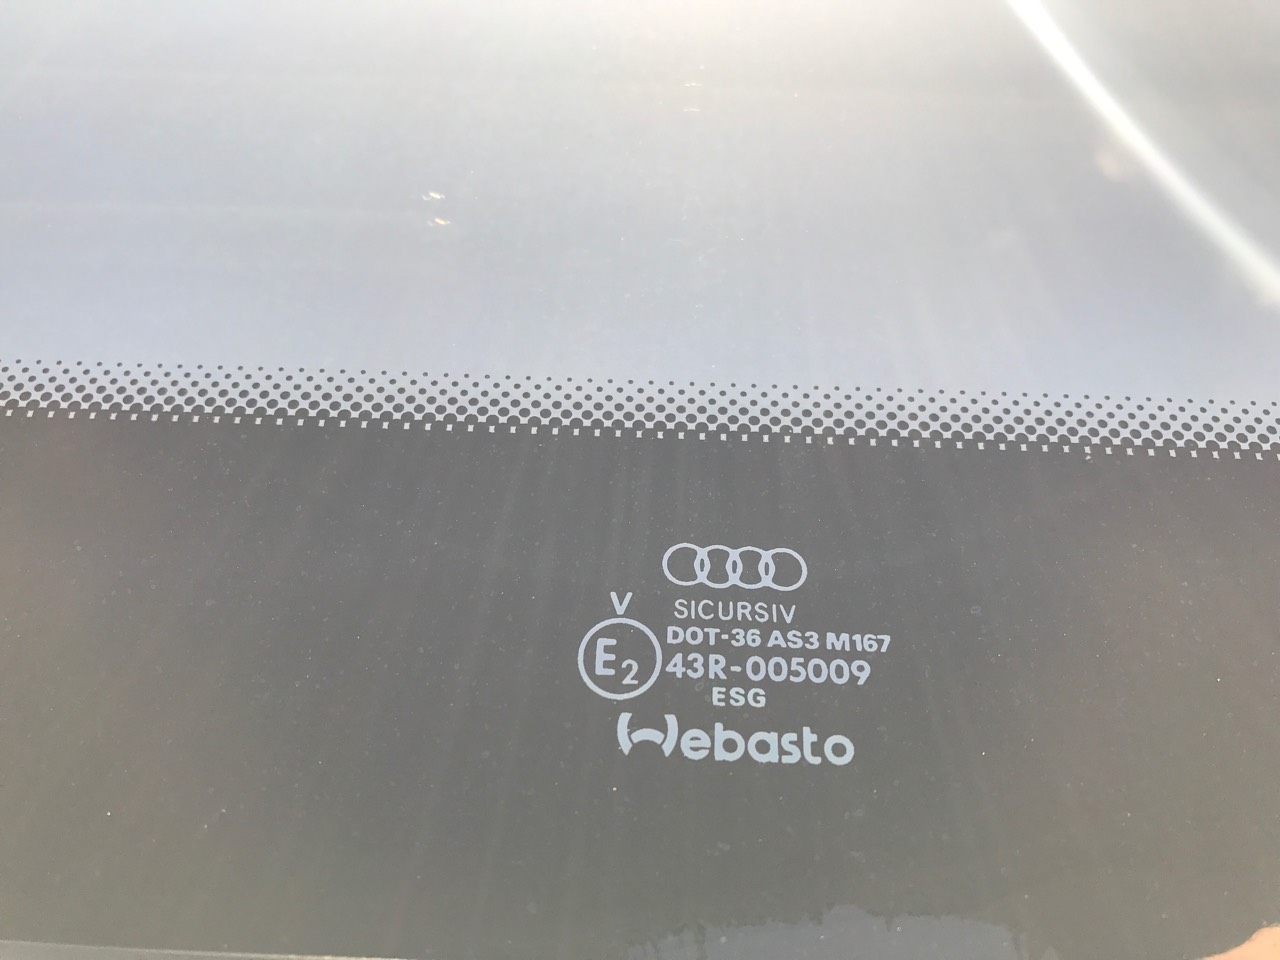 SICURSIV
V
DOT-36 AS3 M167
E2 43R-005009
ESG
Webasto